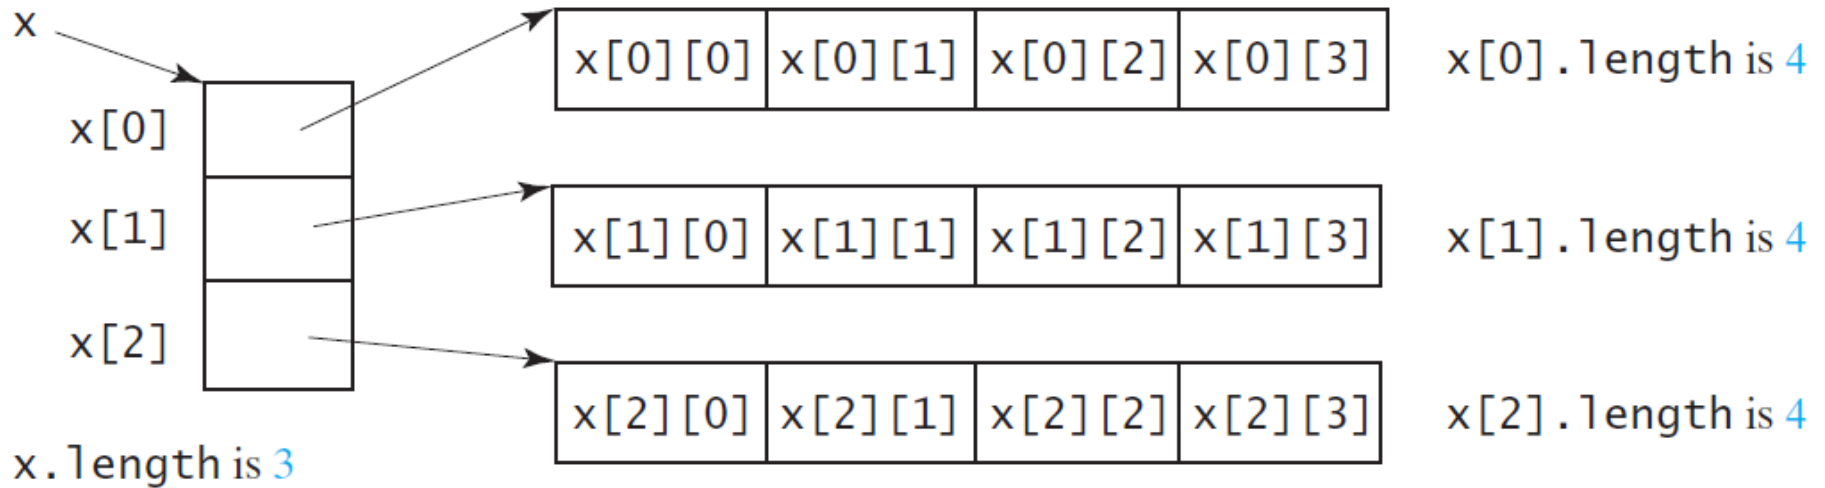 x
x[0][0] x[0][1] x[0][2] x[0][3] x[0].length is 4
x[0]
x[1]
x[1][0] x[1][1] x[1][2] x[1][3] x[1].length is 4
x[2]
x[2][0] x[2][1] x[2][2] x[2][3] x[2].length is 4
x.length is 3